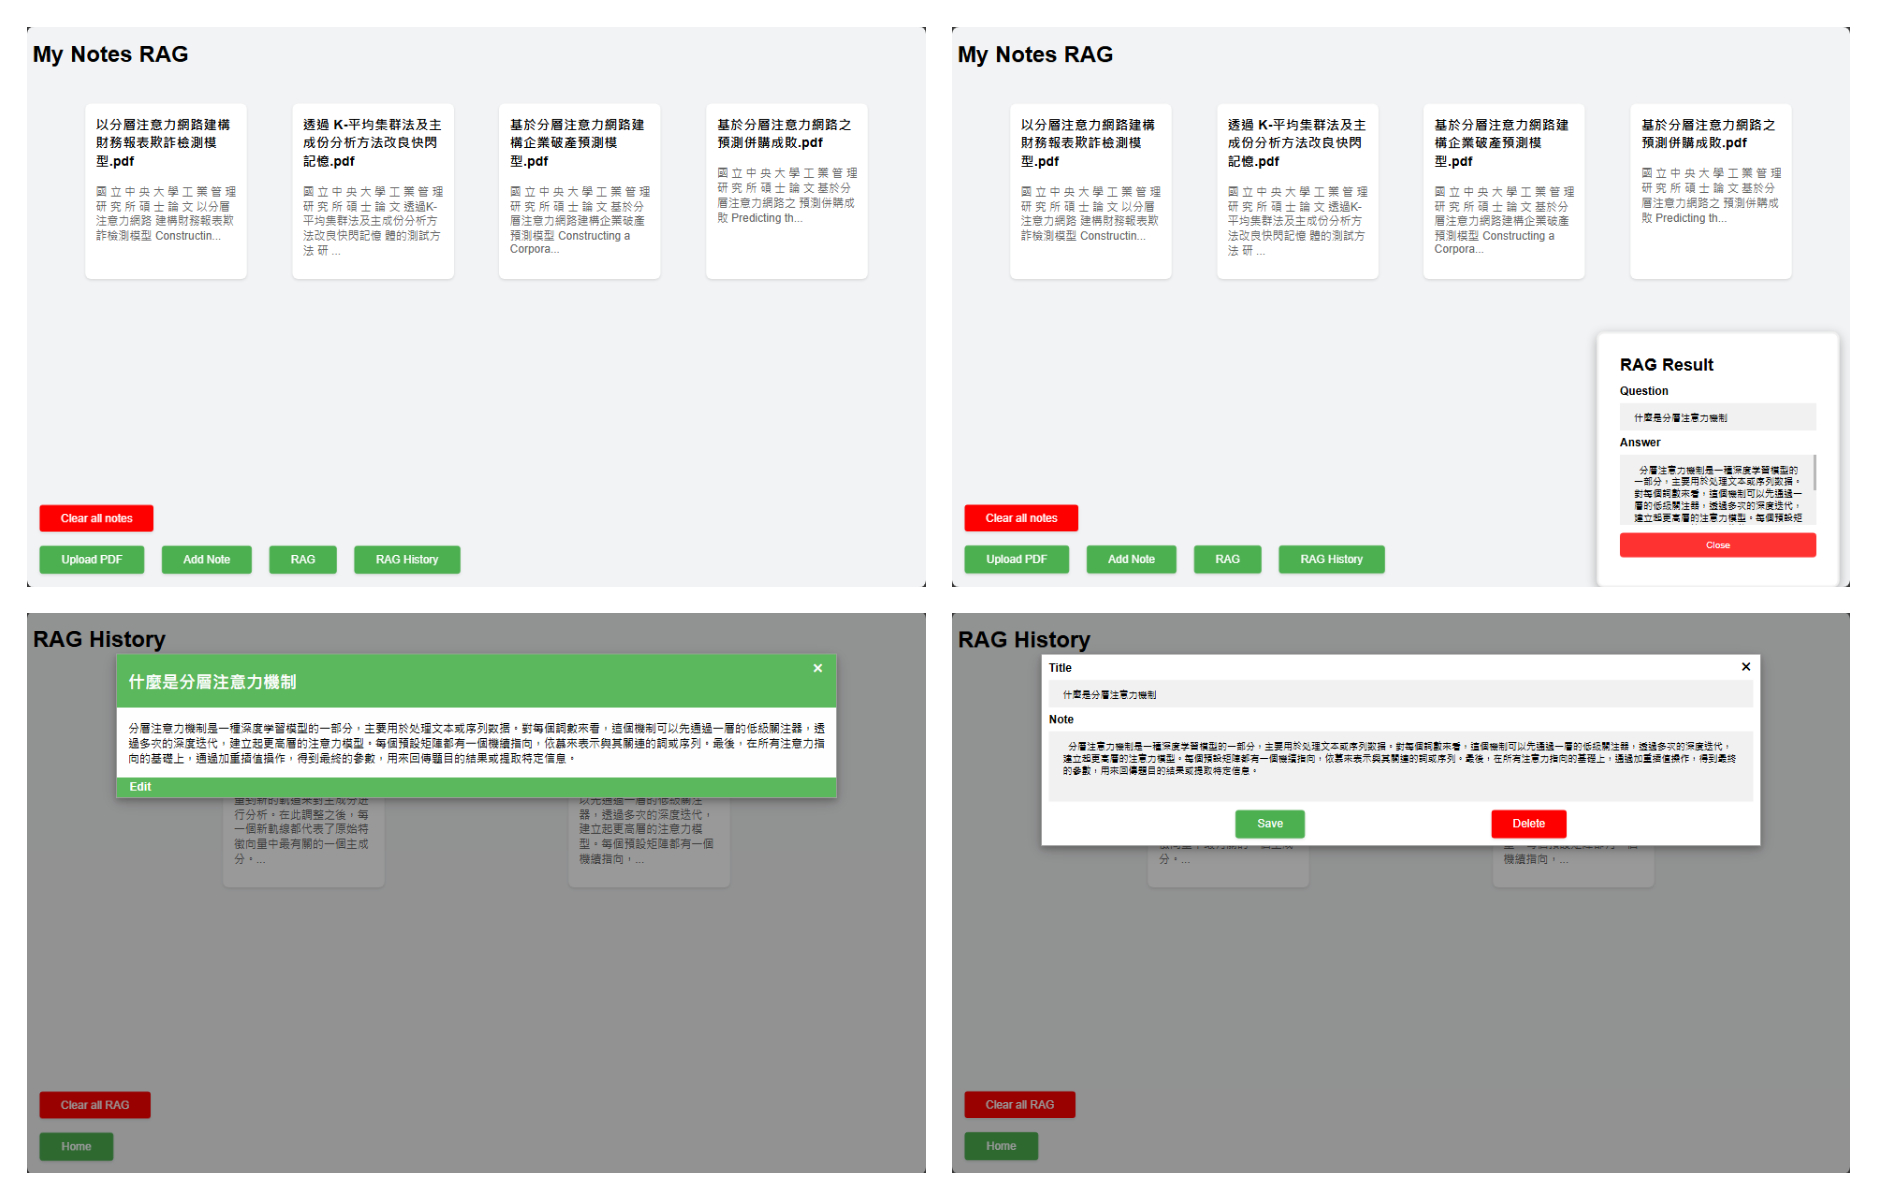 My Notes RAG
以分層注意力網路建構
財務報表欺詐檢測模
型.pdf
國 立 中 央 大 學 工 業 管 理
研 究 所 碩 士 論 文 以分層
注意力網路 建構財務報表欺
詐檢測模型 Constructin...
透過 K-平均集群法及主
成份分析方法改良快閃
記憶.pdf
國 立 中 央 大 學 工 業 管 理
研 究 所 碩 士 論 文 透過K-
平均集群法及主成份分析方
法改良快閃記憶 體的測試方
法 研 ...
基於分層注意力網路建
構企業破產預測模
型.pdf
國 立 中 央 大 學 工 業 管 理
研 究 所 碩 士 論 文 基於分
層注意力網路建構企業破產
預測模型 Constructing a
Corpora...
基於分層注意力網路之
預測併購成敗.pdf
國 立 中 央 大 學 工 業 管 理
研 究 所 碩 士 論 文 基於分
層注意力網路之 預測併購成
敗 Predicting th...
Clear all notes
Upload PDF
Add Note
RAG
RAG History
My Notes RAG
以分層注意力網路建構
財務報表欺詐檢測模
型.pdf
國 立 中 央 大 學 工 業 管 理
研 究 所 碩 士 論 文 以分層
注意力網路 建構財務報表欺
詐檢測模型 Constructin...
透過 K-平均集群法及主
成份分析方法改良快閃
記憶.pdf
國 立 中 央 大 學 工 業 管 理
研 究 所 碩 士 論 文 透過K-
平均集群法及主成份分析方
法改良快閃記憶 體的測試方
法 研 ...
基於分層注意力網路建
構企業破產預測模
型.pdf
國 立 中 央 大 學 工 業 管 理
研 究 所 碩 士 論 文 基於分
層注意力網路建構企業破產
預測模型 Constructing a
Corpora...
基於分層注意力網路之
預測併購成敗.pdf
國 立 中 央 大 學 工 業 管 理
研 究 所 碩 士 論 文 基於分
層注意力網路之 預測併購成
敗 Predicting th...
RAG Result
Question
什麼是分層注意力機制
Answer
分層注意力機制是一種深度学習模型的
一部分，主要用於处理文本或序列数据。
對每個詞數來看，這個機制可以先通過一
層的低級關注器，透過多次的深度迭代，
建立起更高層的注意力模型。每個預設矩
Close
Clear all notes
Upload PDF
Add Note
RAG
RAG History
RAG History
什麼是分層注意力機制
×
分層注意力機制是一種深度学習模型的一部分，主要用於处理文本或序列数据。對每個詞數來看，這個機制可以先通過一層的低級關注器，透
過多次的深度迭代，建立起更高層的注意力模型。每個預設矩陣都有一個機續指向，依慕來表示與其關連的詞或序列。最後，在所有注意力指
向的基礎上，通過加重插值操作，得到最終的參數，用來回傳題目的結果或提取特定信息。
Edit
重到新的軌道來對主成分進
行分析。在此調整之後，每
一個新軌線都代表了原始特
徵向量中最有關的一個主成
分，...
以先通過一層的低級關注
器，透過多次的深度迭代，
建立起更高層的注意力模
型。每個預設矩陣都有一個
機續指向，...
Clear all RAG
Home
RAG History
Title
×
什麼是分層注意力機制
Note
分層注意力機制是一種深度学習模型的一部分，主要用於处理文本或序列数据。對每個詞數來看，這個機制可以先通過一層的低級關注器，透過多次的深度迭代，
建立起更高層的注意力模型。每個預設矩陣都有一個機續指向，依慕來表示與其關連的詞或序列。最後，在所有注意力指向的基礎上，通過加重插值操作，得到最終
的參數，用來回傳題目的結果或提取特定信息。
Save
Delete
分，...
機續指向，...
Clear all RAG
Home